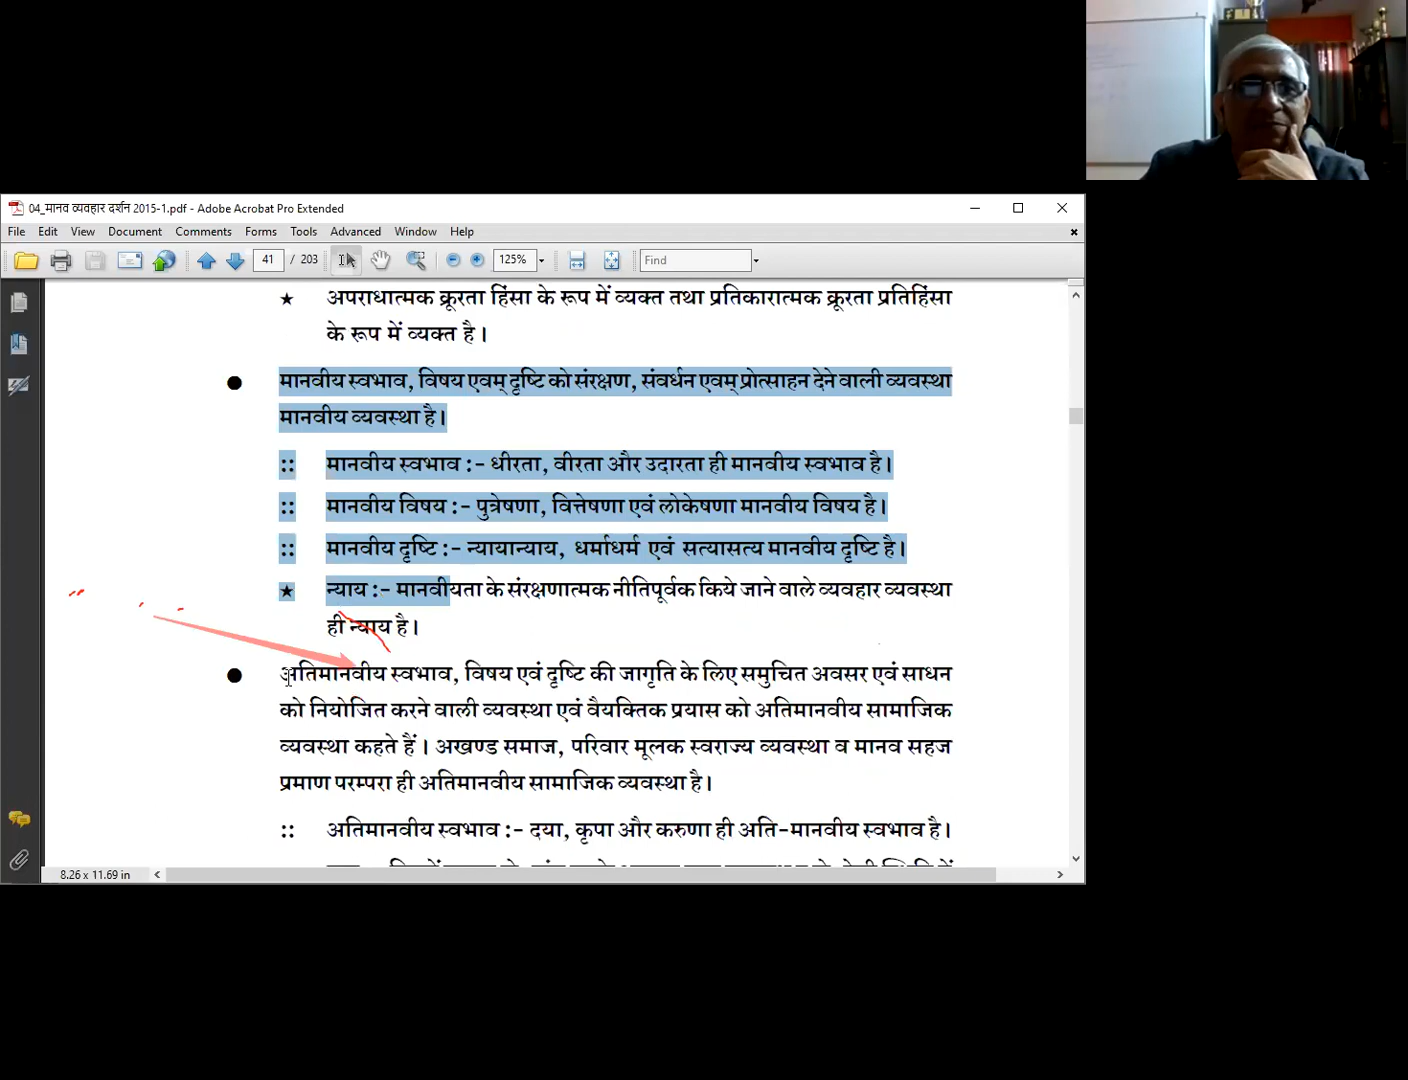 04_मानव व्यवहार दर्शन 2015-1.pdf - Adobe Acrobat Pro Extended
File Edit View Document Comments Forms Tools Advanced Window Help
41 / 203 125% Find
★ अपराधात्मक क्रूरता हिंसा के रूप में व्यक्त तथा प्रतिकारात्मक क्रूरता प्रतिहिंसा
के रूप में व्यक्त है।
● मानवीय स्वभाव, विषय एवम् दृष्टि को संरक्षण, संवर्धन एवम् प्रोत्साहन देने वाली व्यवस्था
मानवीय व्यवस्था है।
:: मानवीय स्वभाव :- धीरता, वीरता और उदारता ही मानवीय स्वभाव है।
:: मानवीय विषय :- पुत्रेषणा, वित्तेषणा एवं लोकेषणा मानवीय विषय है।
:: मानवीय दृष्टि :- न्यायान्याय, धर्माधर्म एवं सत्यासत्य मानवीय दृष्टि है।
★ न्याय :- मानवीयता के संरक्षणात्मक नीतिपूर्वक किये जाने वाले व्यवहार व्यवस्था
ही न्याय है।
● अतिमानवीय स्वभाव, विषय एवं दृष्टि की जागृति के लिए समुचित अवसर एवं साधन
को नियोजित करने वाली व्यवस्था एवं वैयक्तिक प्रयास को अतिमानवीय सामाजिक
व्यवस्था कहते हैं। अखण्ड समाज, परिवार मूलक स्वराज्य व्यवस्था व मानव सहज
प्रमाण परम्परा ही अतिमानवीय सामाजिक व्यवस्था है।
:: अतिमानवीय स्वभाव :- दया, कृपा और करुणा ही अति-मानवीय स्वभाव है।
8.26 x 11.69 in